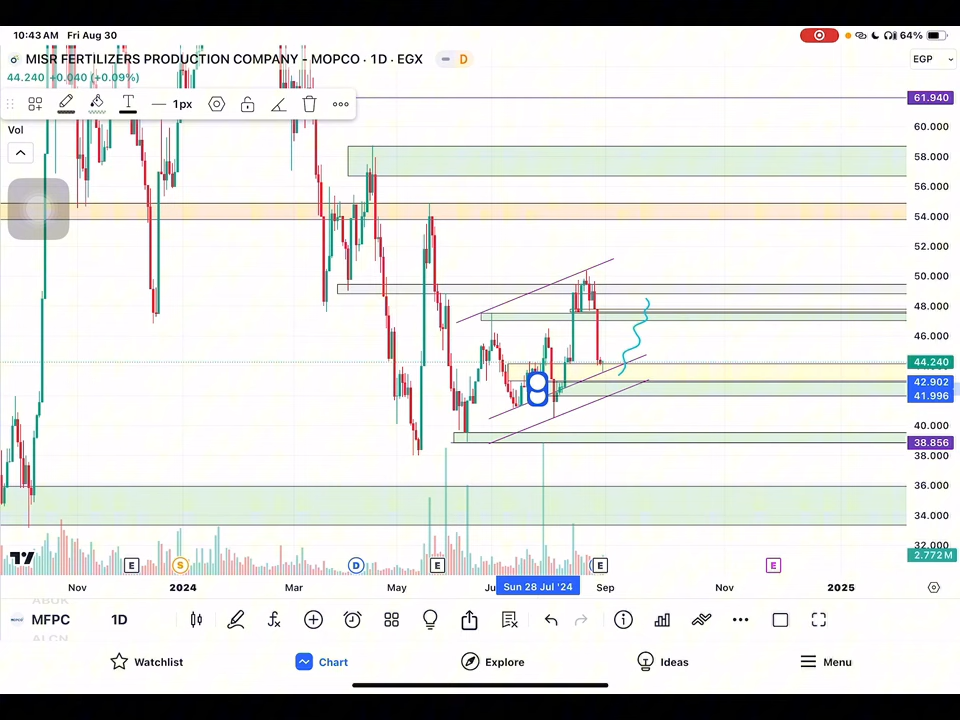 10:43 AM Fri Aug 30
64%
MISR FERTILIZERS PRODUCTION COMPANY - MOPCO · 1D · EGX
D
EGP
44.240 +0.040 (+0.09%)
1px
61.940
Vol
60.000
58.000
56.000
54.000
52.000
50.000
48.000
46.000
44.240
42.902
41.996
40.000
38.856
38.000
36.000
34.000
32.000
2.772 M
E
S
D
E
E
E
Nov
2024
Mar
May
Sun 28 Jul '24
Sep
Nov
2025
ABUK
MFPC
1D
ALCN
Watchlist
Chart
Explore
Ideas
Menu